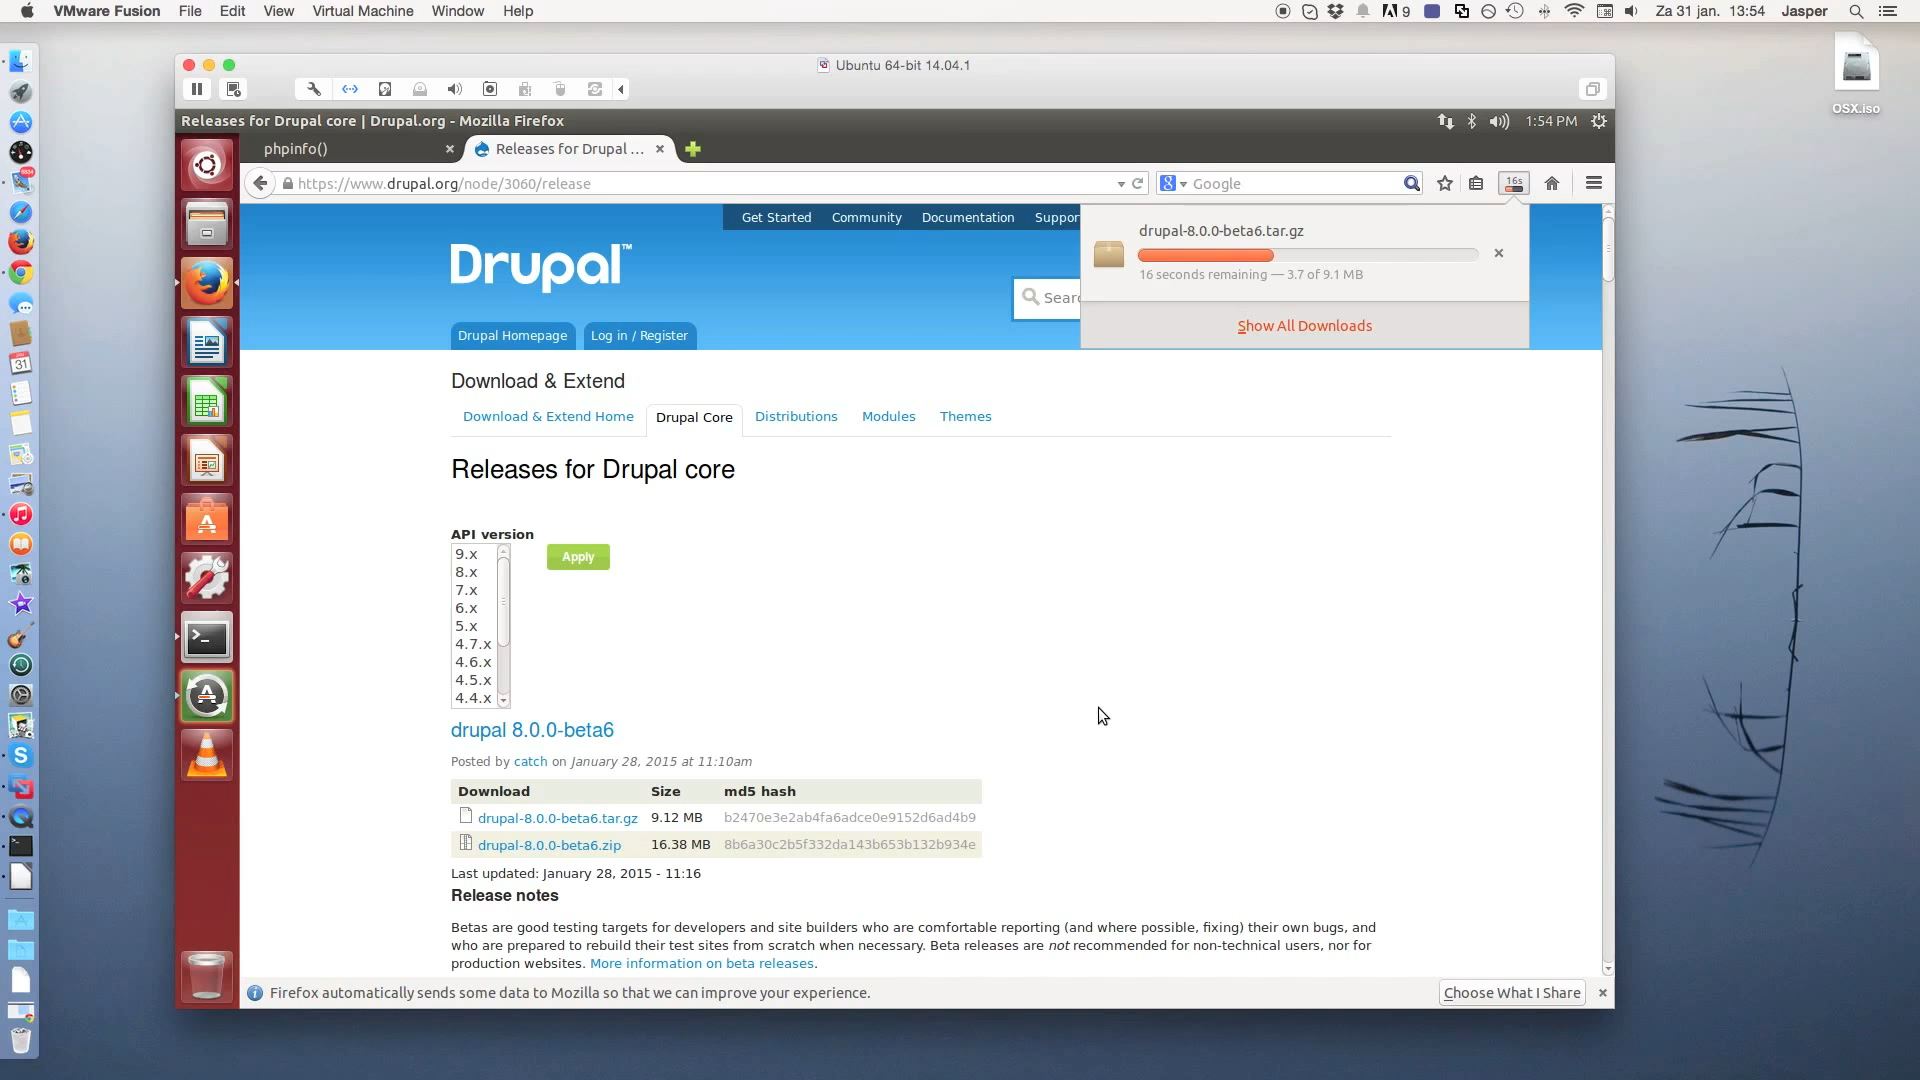 VMware Fusion File Edit View Virtual Machine Window Help 9 Za 31 jan. 13:54 Jasper
OSX.iso
Ubuntu 64-bit 14.04.1
Releases for Drupal core | Drupal.org - Mozilla Firefox 1:54 PM
phpinfo() Releases for Drupal ...
https://www.drupal.org/node/3060/release Google 16s
Get Started Community Documentation Suppor
drupal-8.0.0-beta6.tar.gz
16 seconds remaining — 3.7 of 9.1 MB
Show All Downloads
Drupal™
Sear
Drupal Homepage Log in / Register
Download & Extend
Download & Extend Home Drupal Core Distributions Modules Themes
Releases for Drupal core
API version
9.x
8.x
7.x
6.x
5.x
4.7.x
4.6.x
4.5.x
4.4.x
Apply
drupal 8.0.0-beta6
Posted by catch on January 28, 2015 at 11:10am
Download Size md5 hash
drupal-8.0.0-beta6.tar.gz 9.12 MB b2470e3e2ab4fa6adce0e9152d6ad4b9
drupal-8.0.0-beta6.zip 16.38 MB 8b6a30c2b5f332da143b653b132b934e
Last updated: January 28, 2015 - 11:16
Release notes
Betas are good testing targets for developers and site builders who are comfortable reporting (and where possible, fixing) their own bugs, and
who are prepared to rebuild their test sites from scratch when necessary. Beta releases are not recommended for non-technical users, nor for
production websites. More information on beta releases.
Firefox automatically sends some data to Mozilla so that we can improve your experience. Choose What I Share
31